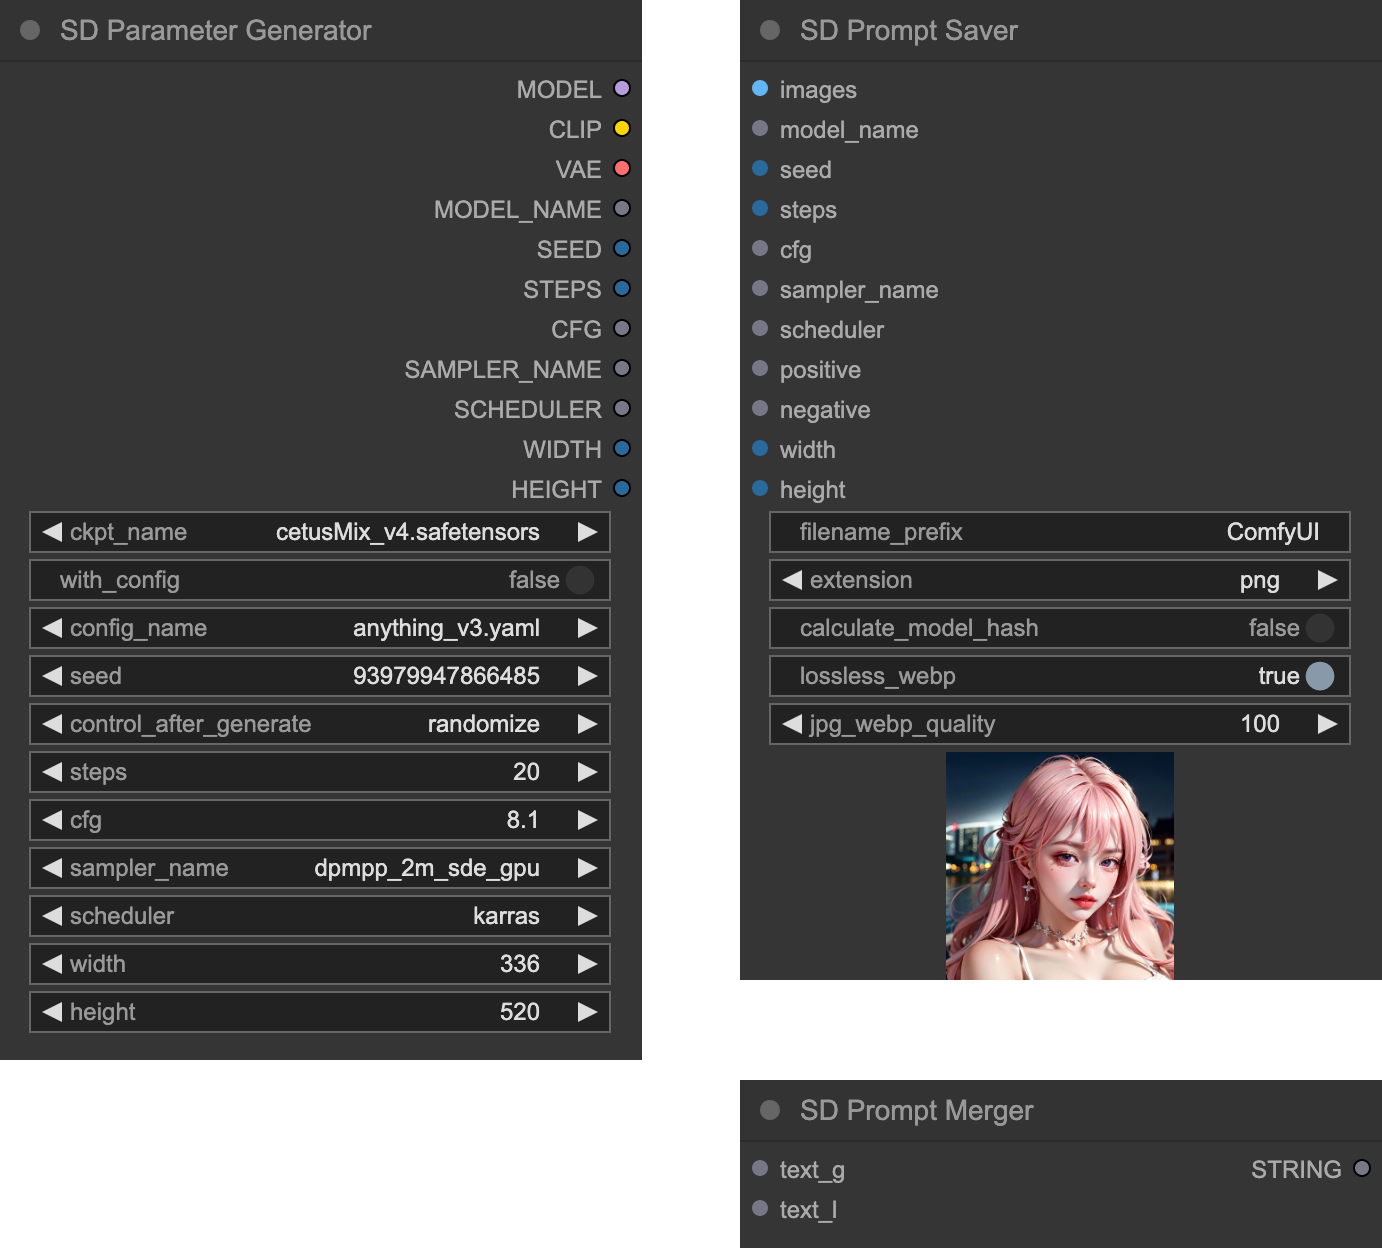 SD Parameter Generator
MODEL
CLIP
VAE
MODEL_NAME
SEED
STEPS
CFG
SAMPLER_NAME
SCHEDULER
WIDTH
HEIGHT
ckpt_name cetusMix_v4.safetensors
with_config false
config_name anything_v3.yaml
seed 93979947866485
control_after_generate randomize
steps 20
cfg 8.1
sampler_name dpmpp_2m_sde_gpu
scheduler karras
width 336
height 520
SD Prompt Saver
images
model_name
seed
steps
cfg
sampler_name
scheduler
positive
negative
width
height
filename_prefix ComfyUI
extension png
calculate_model_hash false
lossless_webp true
jpg_webp_quality 100
SD Prompt Merger
text_g STRING
text_l